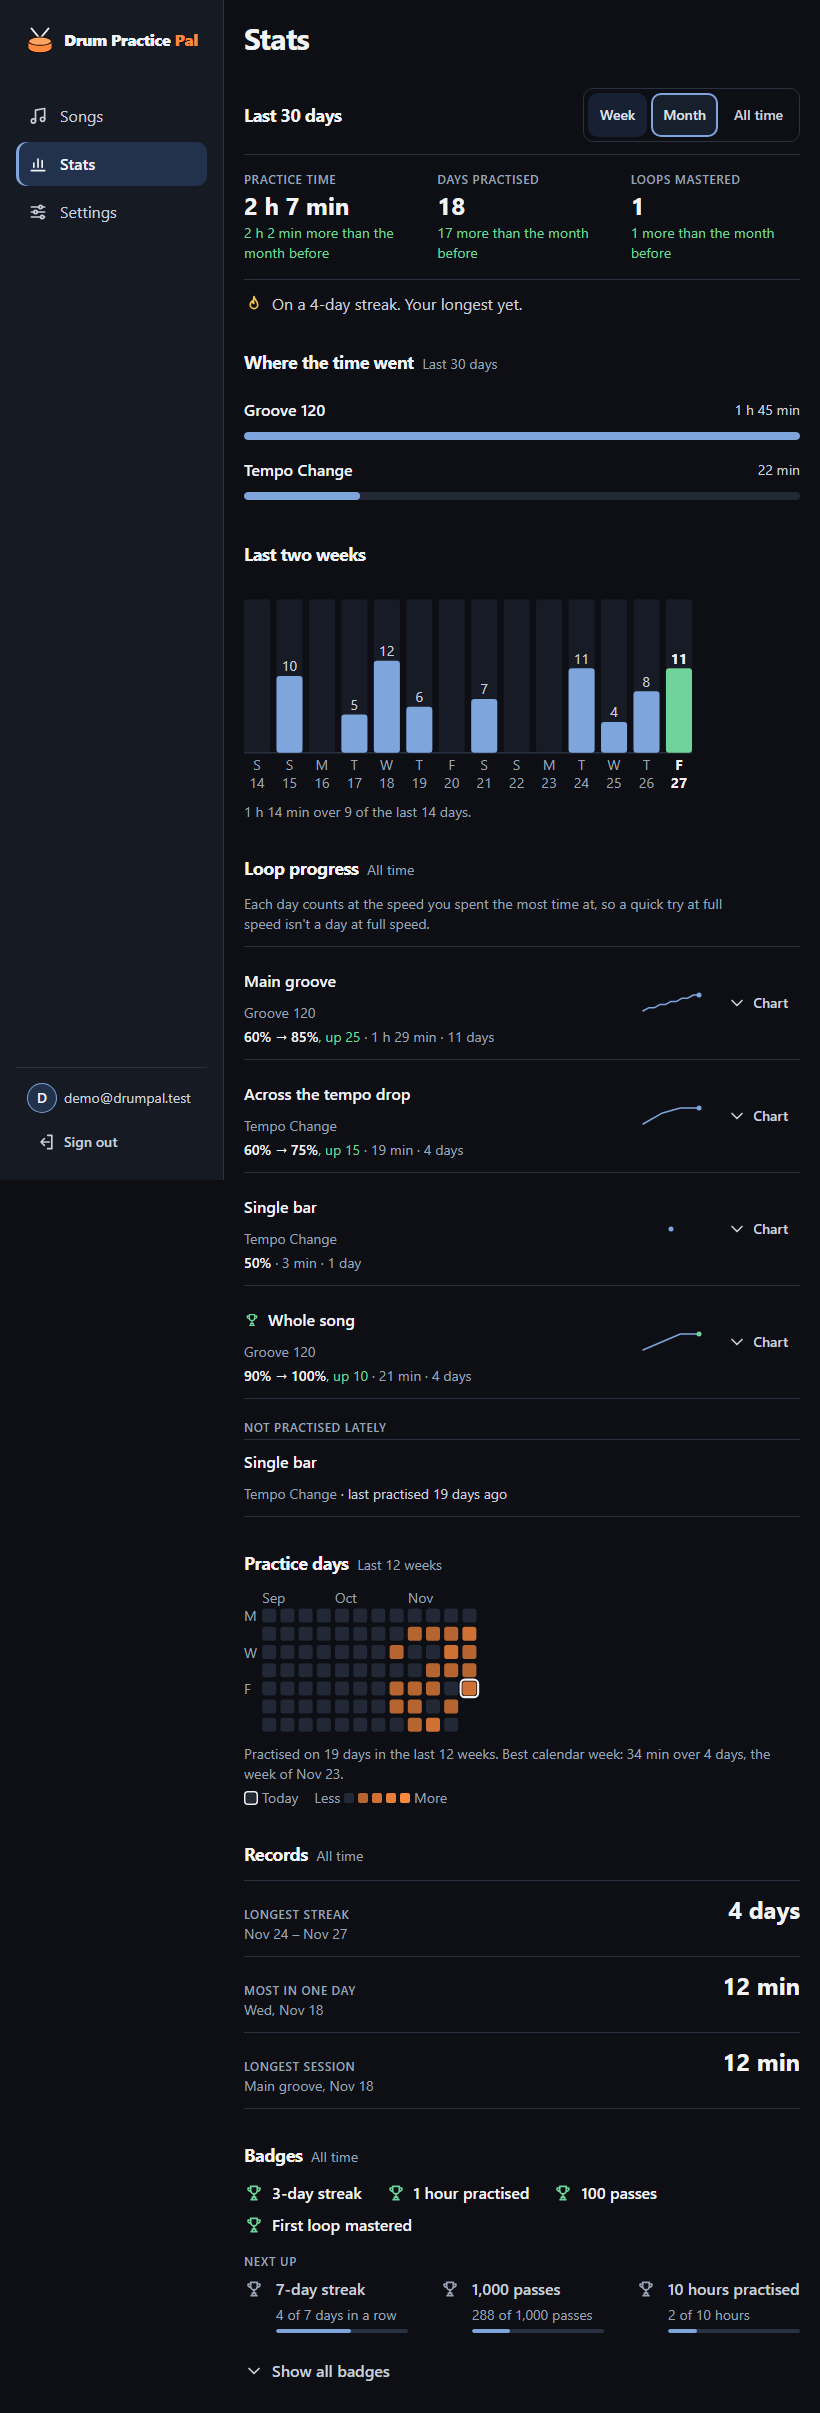 Drum Practice Pal
Songs
Stats
Settings
demo@drumpal.test
D
Sign out
Stats
Last 30 days
Week Month All time
PRACTICE TIME DAYS PRACTISED LOOPS MASTERED
2 h 7 min 18 1
2 h 2 min more than the month before
17 more than the month before
1 more than the month before
On a 4-day streak. Your longest yet.
Where the time went Last 30 days
Groove 120 1 h 45 min
Tempo Change 22 min
Last two weeks
10 5 12 6 7 11 4 8 11
S S M T W T F S S M T W T F
14 15 16 17 18 19 20 21 22 23 24 25 26 27
1 h 14 min over 9 of the last 14 days.
Loop progress All time
Each day counts at the speed you spent the most time at, so a quick try at full
speed isn't a day at full speed.
Main groove
Groove 120
60% → 85%, up 25 · 1 h 29 min · 11 days
Chart
Across the tempo drop
Tempo Change
60% → 75%, up 15 · 19 min · 4 days
Chart
Single bar
Tempo Change
50% · 3 min · 1 day
Chart
Whole song
Groove 120
90% → 100%, up 10 · 21 min · 4 days
Chart
NOT PRACTISED LATELY
Single bar
Tempo Change · last practised 19 days ago
Practice days Last 12 weeks
Sep Oct Nov
M
W
F
Practised on 19 days in the last 12 weeks. Best calendar week: 34 min over 4 days, the
week of Nov 23.
Today Less More
Records All time
LONGEST STREAK 4 days
Nov 24 – Nov 27
MOST IN ONE DAY 12 min
Wed, Nov 18
LONGEST SESSION 12 min
Main groove, Nov 18
Badges All time
3-day streak 1 hour practised 100 passes
First loop mastered
NEXT UP
7-day streak 1,000 passes 10 hours practised
4 of 7 days in a row 288 of 1,000 passes 2 of 10 hours
Show all badges